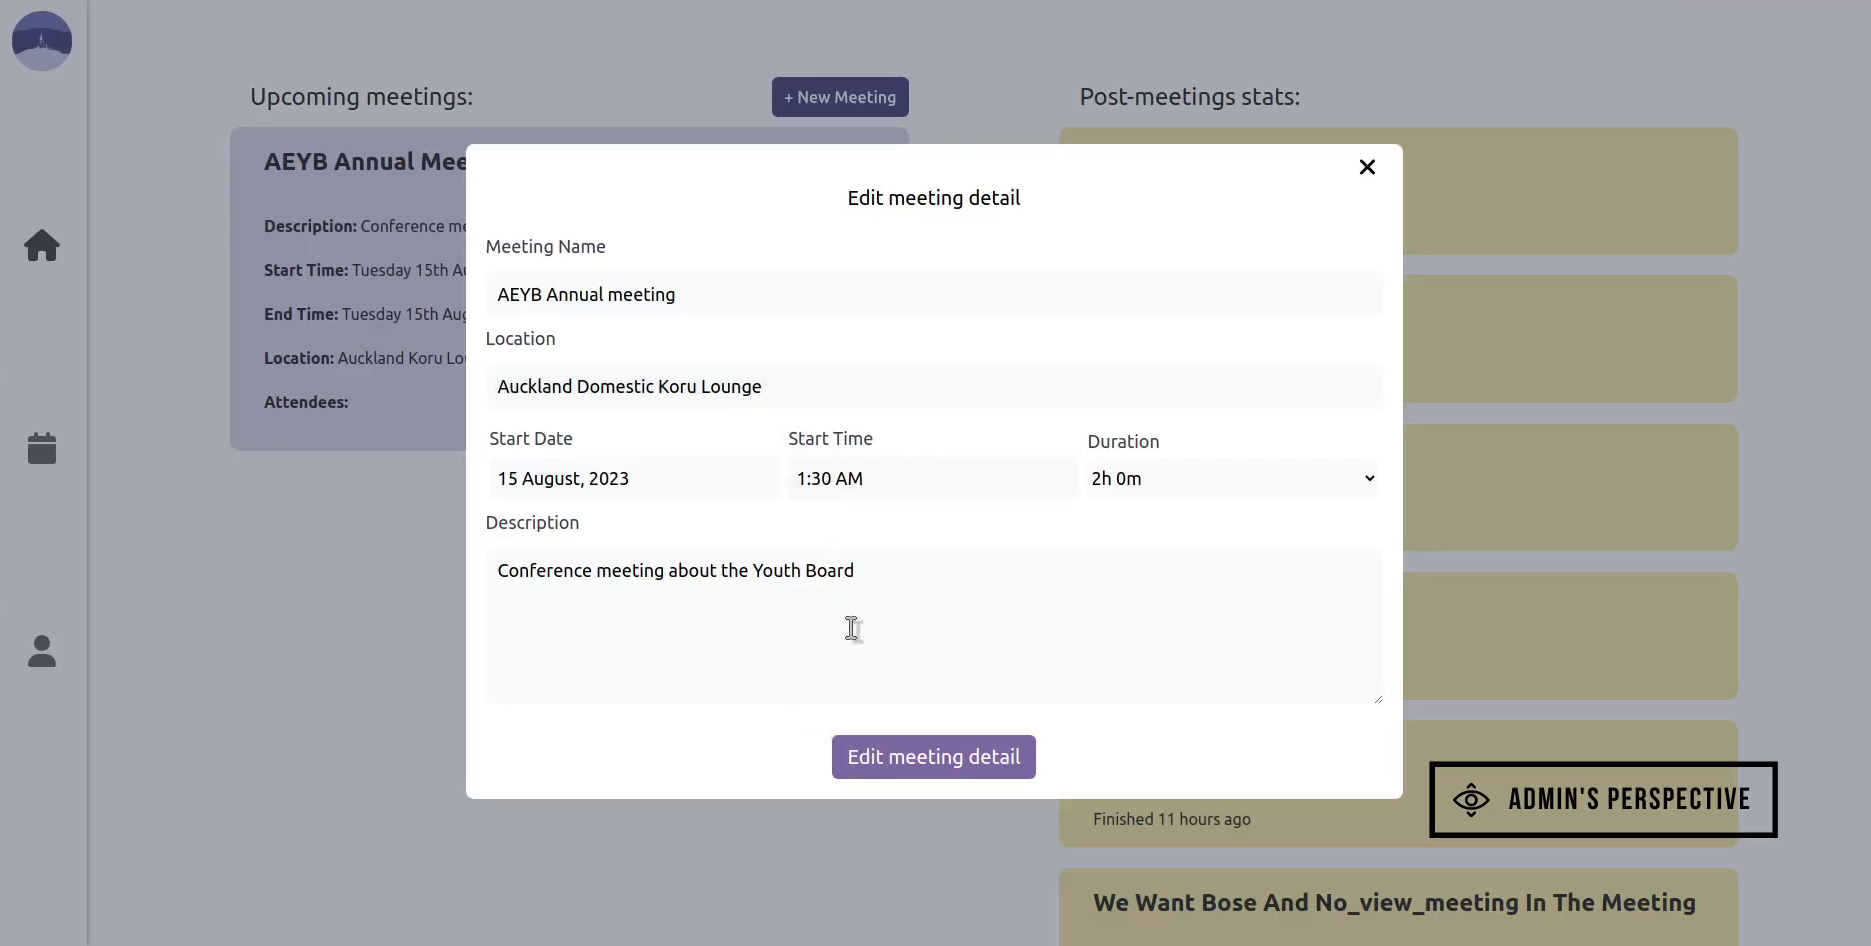 Upcoming meetings:
+ New Meeting
Post-meetings stats:
AEYB Annual Mee
Description: Conference me
Start Time: Tuesday 15th Au
End Time: Tuesday 15th Aug
Location: Auckland Koru Lou
Attendees:
Edit meeting detail
Meeting Name
AEYB Annual meeting
Location
Auckland Domestic Koru Lounge
Start Date
Start Time
Duration
15 August, 2023
1:30 AM
2h 0m
Description
Conference meeting about the Youth Board
Edit meeting detail
ADMIN'S PERSPECTIVE
Finished 11 hours ago
We Want Bose And No_view_meeting In The Meeting